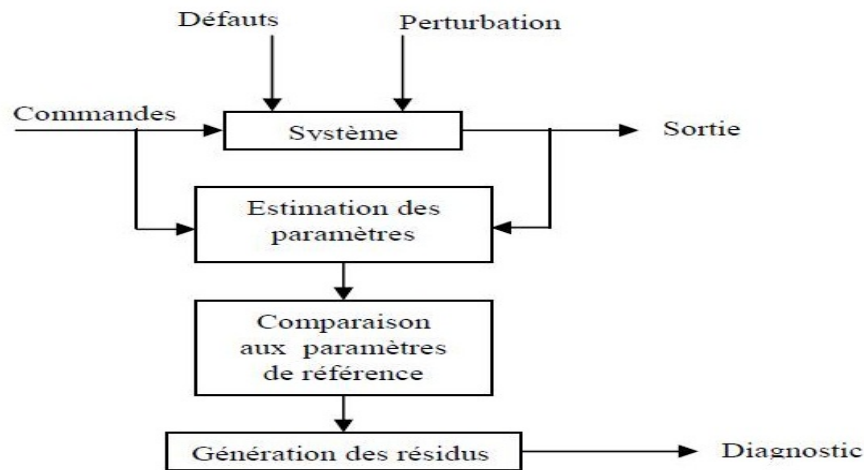 Défauts
Perturbation
Commandes
Système
Sortie
Estimation des
paramètres
Comparaison
aux paramètres
de référence
Génération des résidus
Diagnostic